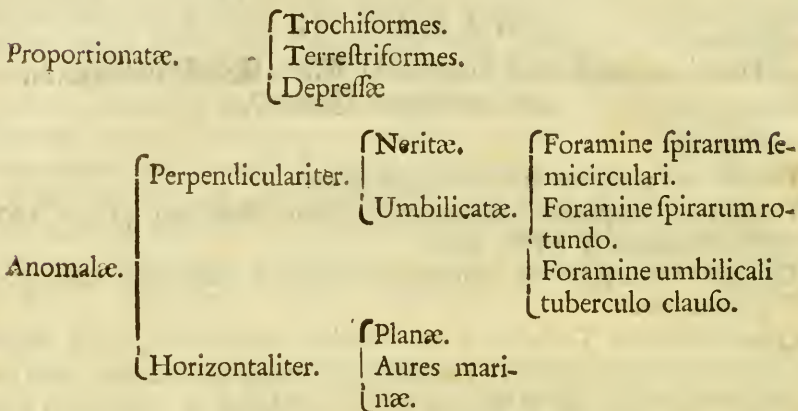 Proportionatæ.
Trochiformes.
Terreſtriformes.
Depreſſæ
Anomalæ.
Perpendiculariter.
Neritæ.
Umbilicatæ.
Foramine ſpirarum ſe-
micirculari.
Foramine ſpirarum ro-
tundo.
Foramine umbilicali
tuberculo clauſo.
Horizontaliter.
Planæ.
Aures mari-
næ.